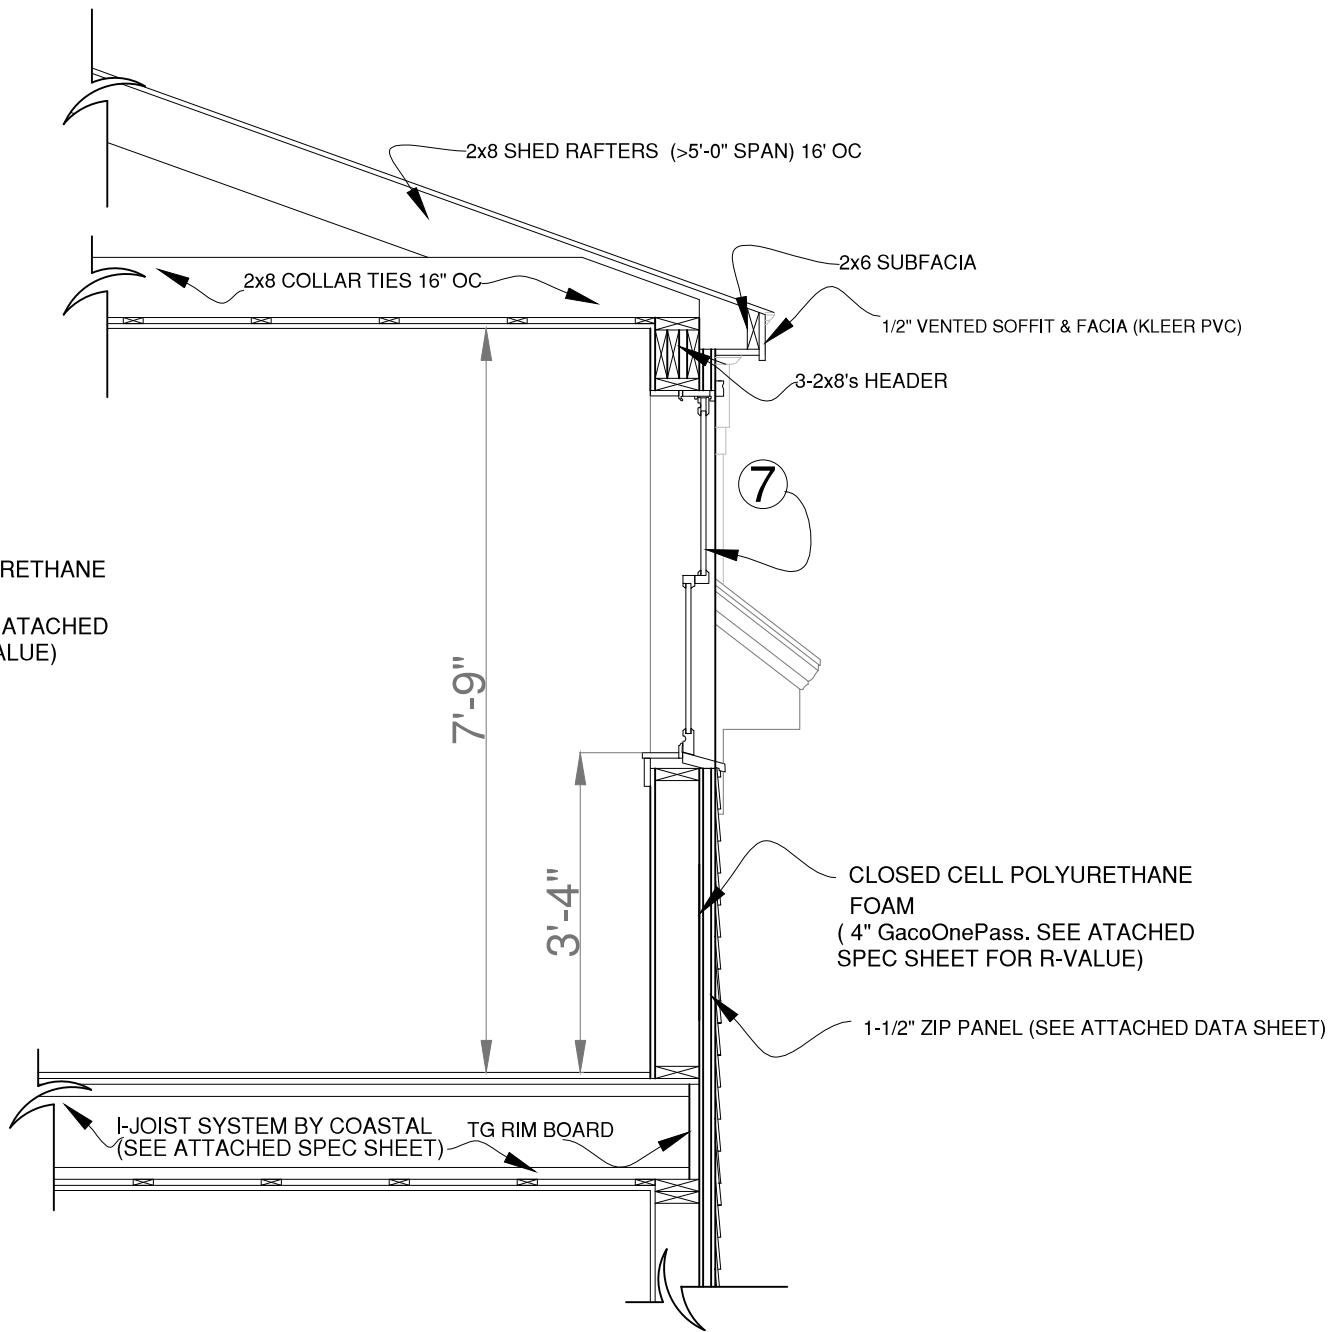 2x8 SHED RAFTERS (>5'-0" SPAN) 16' OC
2x6 SUBFACIA
2x8 COLLAR TIES 16" OC
1/2" VENTED SOFFIT & FACIA (KLEER PVC)
3-2x8's HEADER
7
RETHANE
ATACHED
ALUE)
7'-9"
3'-4"
CLOSED CELL POLYURETHANE
FOAM
( 4" GacoOnePass. SEE ATACHED
SPEC SHEET FOR R-VALUE)
1-1/2" ZIP PANEL (SEE ATTACHED DATA SHEET)
I-JOIST SYSTEM BY COASTAL
(SEE ATTACHED SPEC SHEET)
TG RIM BOARD